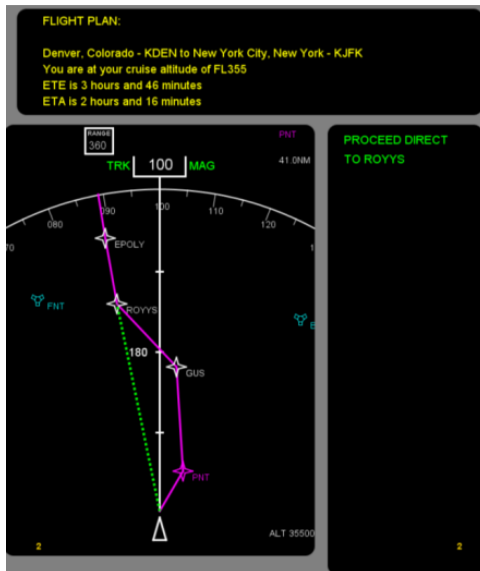 FLIGHT PLAN:
Denver, Colorado - KDEN to New York City, New York - KJFK
You are at your cruise altitude of FL355
ETE is 3 hours and 46 minutes
ETA is 2 hours and 16 minutes
RANGE
360
PNT
TRK 100 MAG
41.0NM
PROCEED DIRECT
TO ROYYS
70 080 090 100 110 120 1
EPOLY
FNT
ROYYS
E
180
GUS
PNT
ALT 35500
2
2